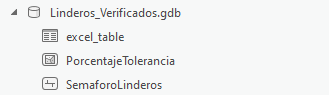 Linderos_Verificados.gdb
excel_table
PorcentajeTolerancia
SemaforoLinderos